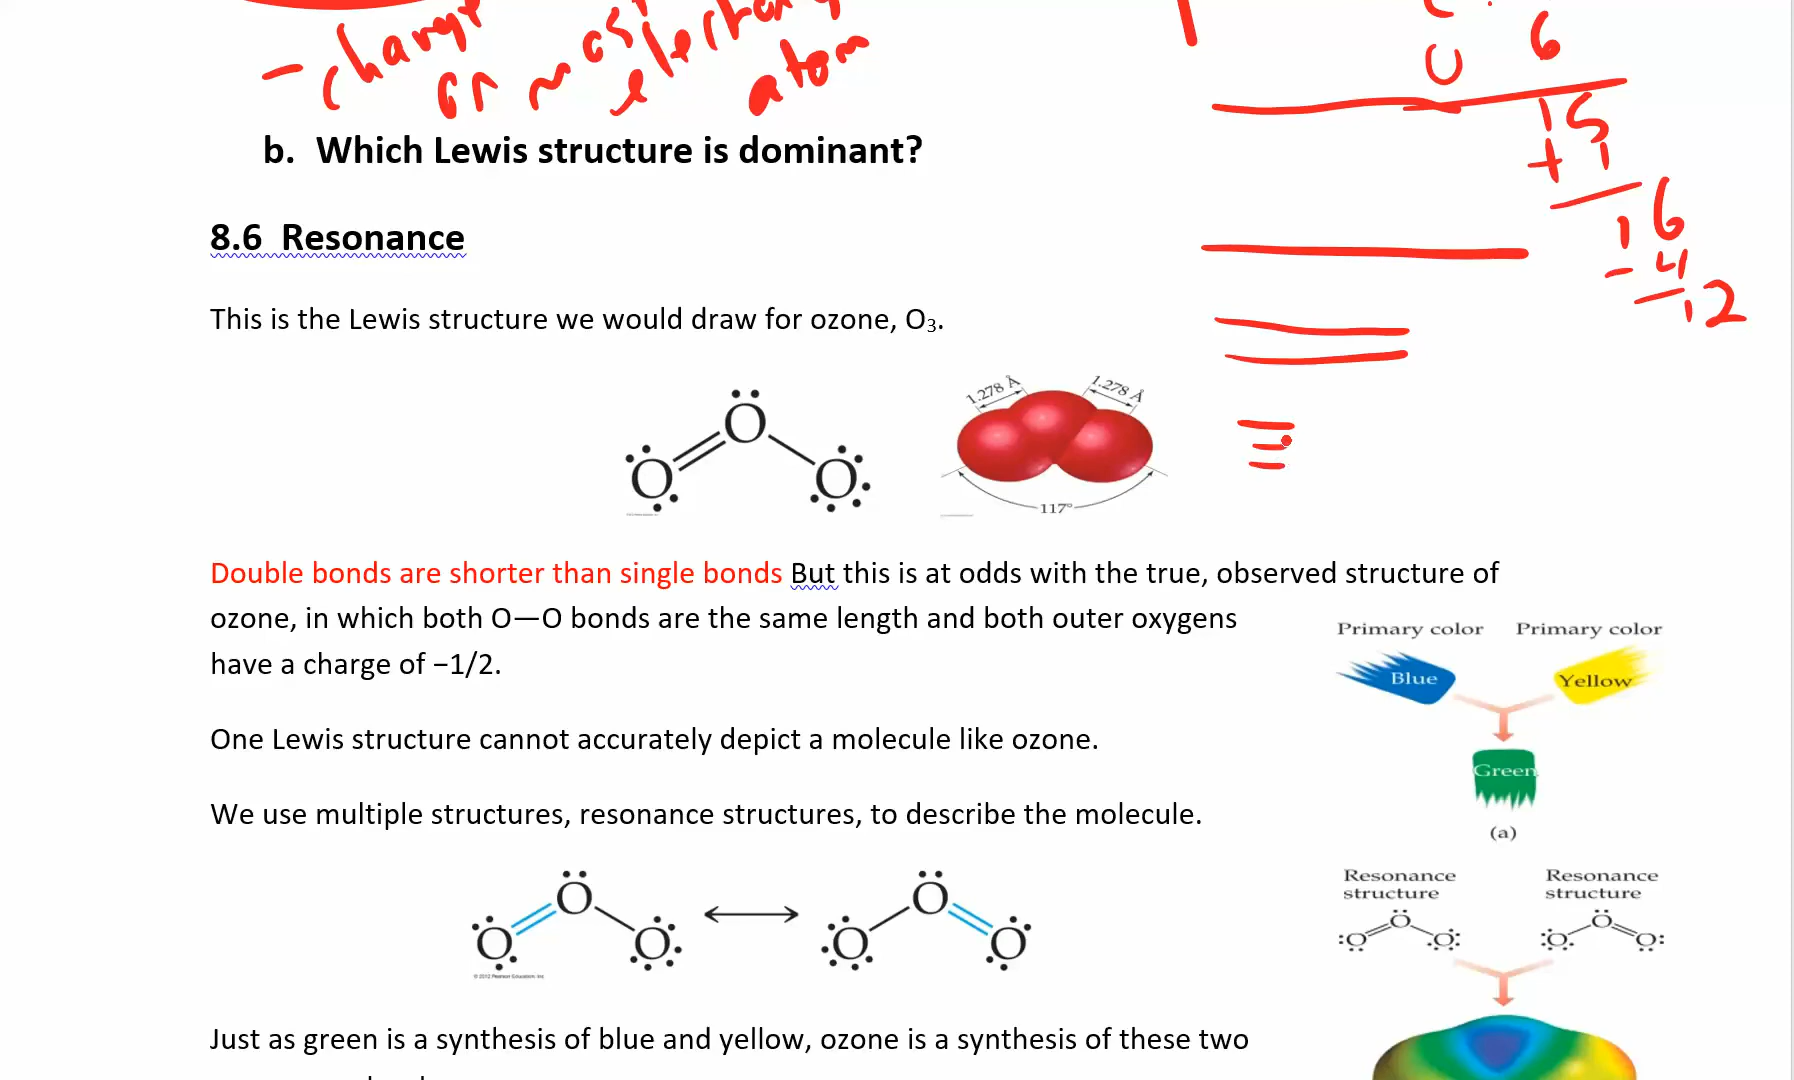 - charge
on most electroneg
atom
6
15
+ 1
16
- 4
12
b. Which Lewis structure is dominant?
8.6 Resonance
This is the Lewis structure we would draw for ozone, O₃.
O O O
1.278 Å 1.278 Å
117°
Double bonds are shorter than single bonds But this is at odds with the true, observed structure of
ozone, in which both O—O bonds are the same length and both outer oxygens
have a charge of −1/2.
Primary color Primary color
Blue Yellow
Green
(a)
One Lewis structure cannot accurately depict a molecule like ozone.
We use multiple structures, resonance structures, to describe the molecule.
O O O ⟷ O O O
© 2012 Pearson Education, Inc.
Resonance Resonance
structure structure
:O O O: :O O O:
Just as green is a synthesis of blue and yellow, ozone is a synthesis of these two